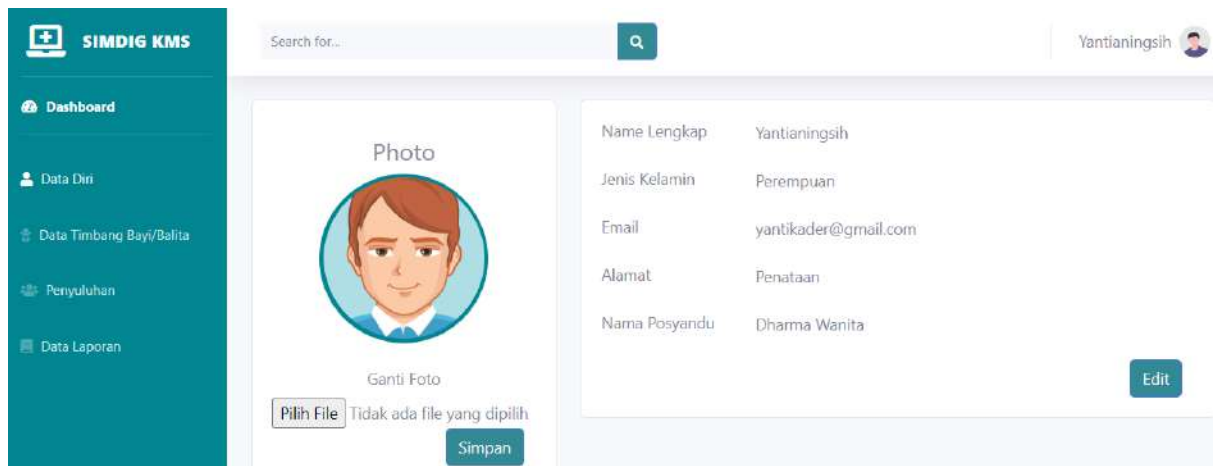 SIMDIG KMS
Search for...
Yantianingsih
Dashboard
Data Diri
Data Timbang Bayi/Balita
Penyuluhan
Data Laporan
Photo
Ganti Foto
Pilih File Tidak ada file yang dipilih
Simpan
Name Lengkap Yantianingsih
Jenis Kelamin Perempuan
Email yantikader@gmail.com
Alamat Penataan
Nama Posyandu Dharma Wanita
Edit